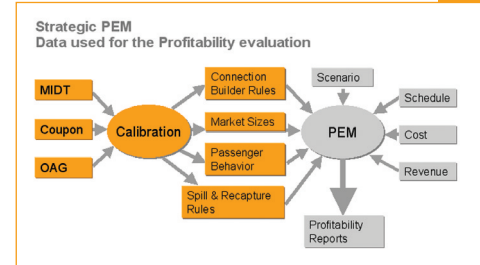 Strategic PEM
Data used for the Profitability evaluation
MIDT
Coupon
OAG
Calibration
Connection
Builder Rules
Market Sizes
Passenger
Behavior
Spill & Recapture
Rules
Scenario
PEM
Schedule
Cost
Revenue
Profitability
Reports